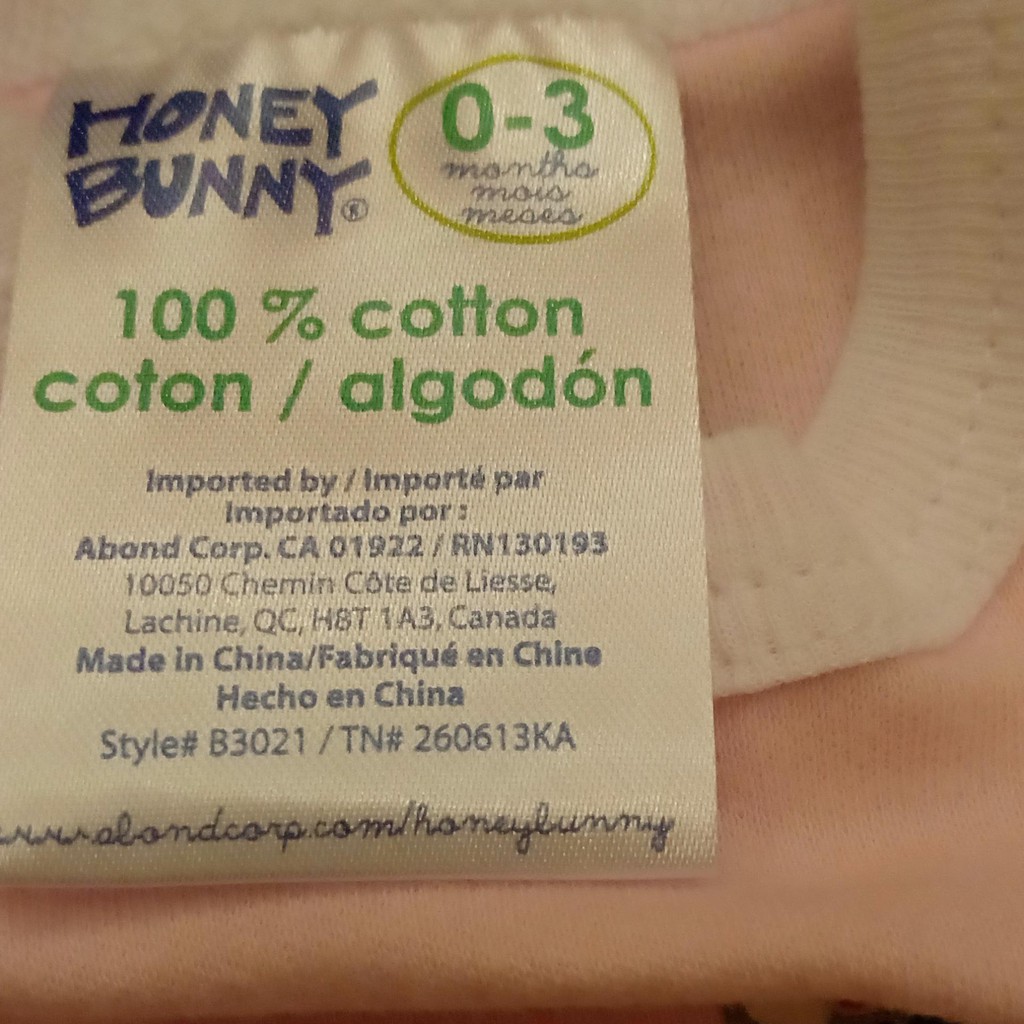 HONEY
BUNNY®
0-3
months
mois
meses
100 % cotton
coton / algodón
Imported by / Importé par
Importado por :
Abond Corp. CA 01922 / RN130193
10050 Chemin Côte de Liesse,
Lachine, QC, H8T 1A3, Canada
Made in China/Fabriqué en Chine
Hecho en China
Style# B3021 / TN# 260613KA
www.abondcorp.com/honeybunny